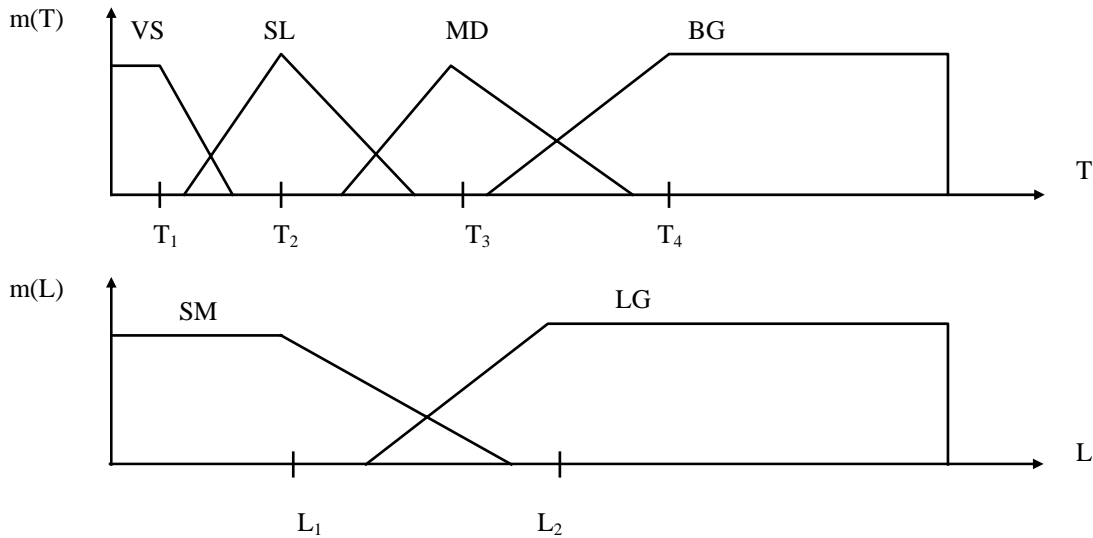 m(T) VS SL MD BG
T
T₁ T₂ T₃ T₄
m(L)
SM LG
L
L₁ L₂